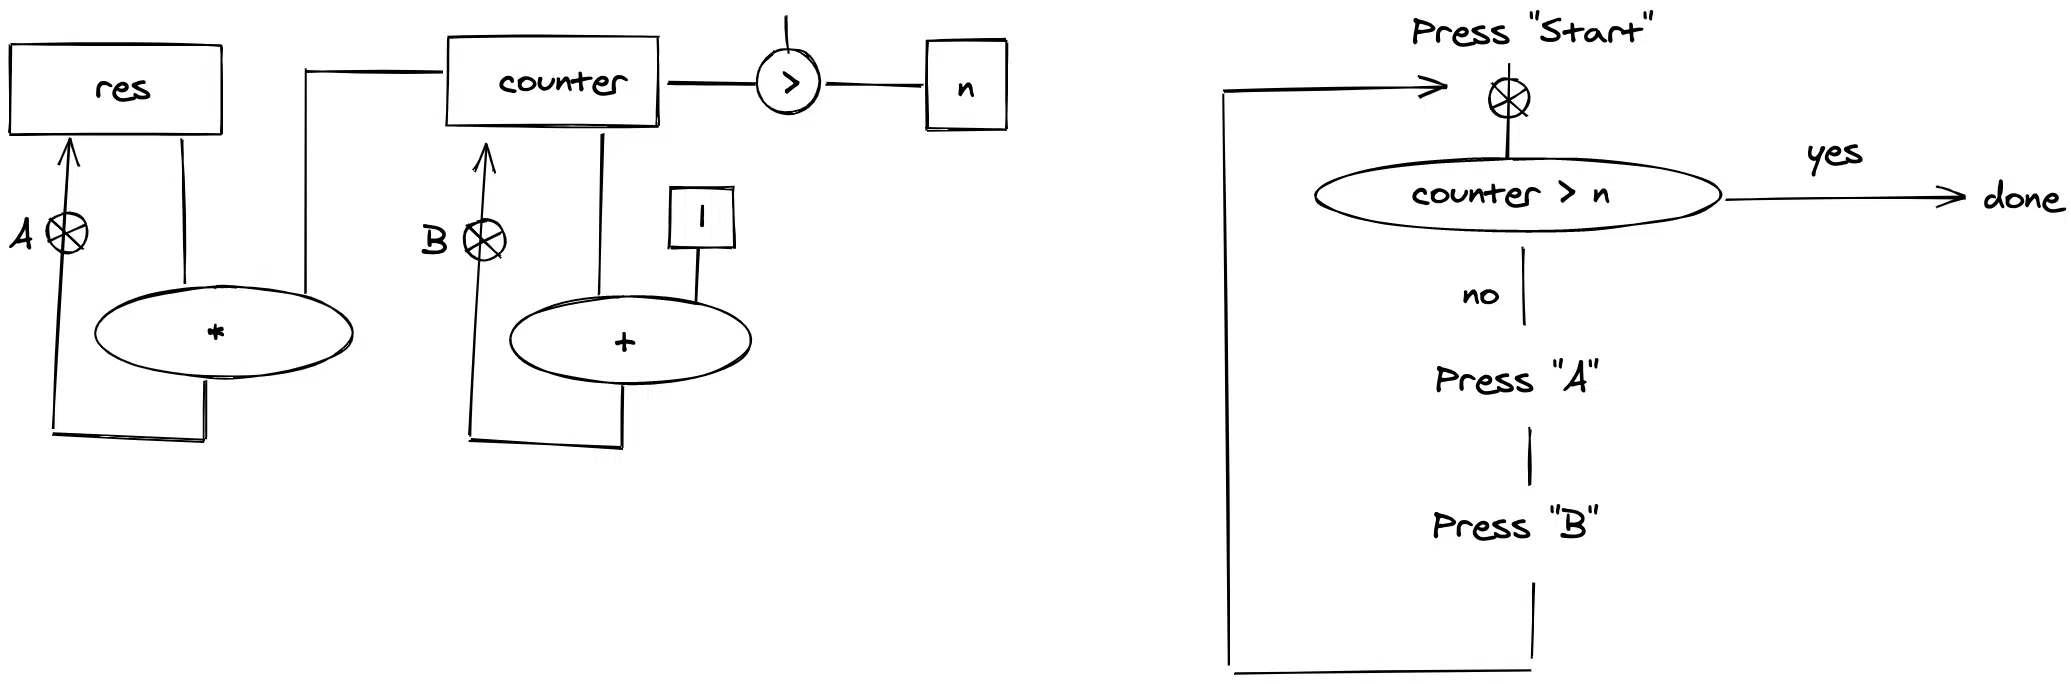 res
counter
>
n
A
B
1
*
+
Press "Start"
counter > n
yes
done
no
Press "A"
Press "B"